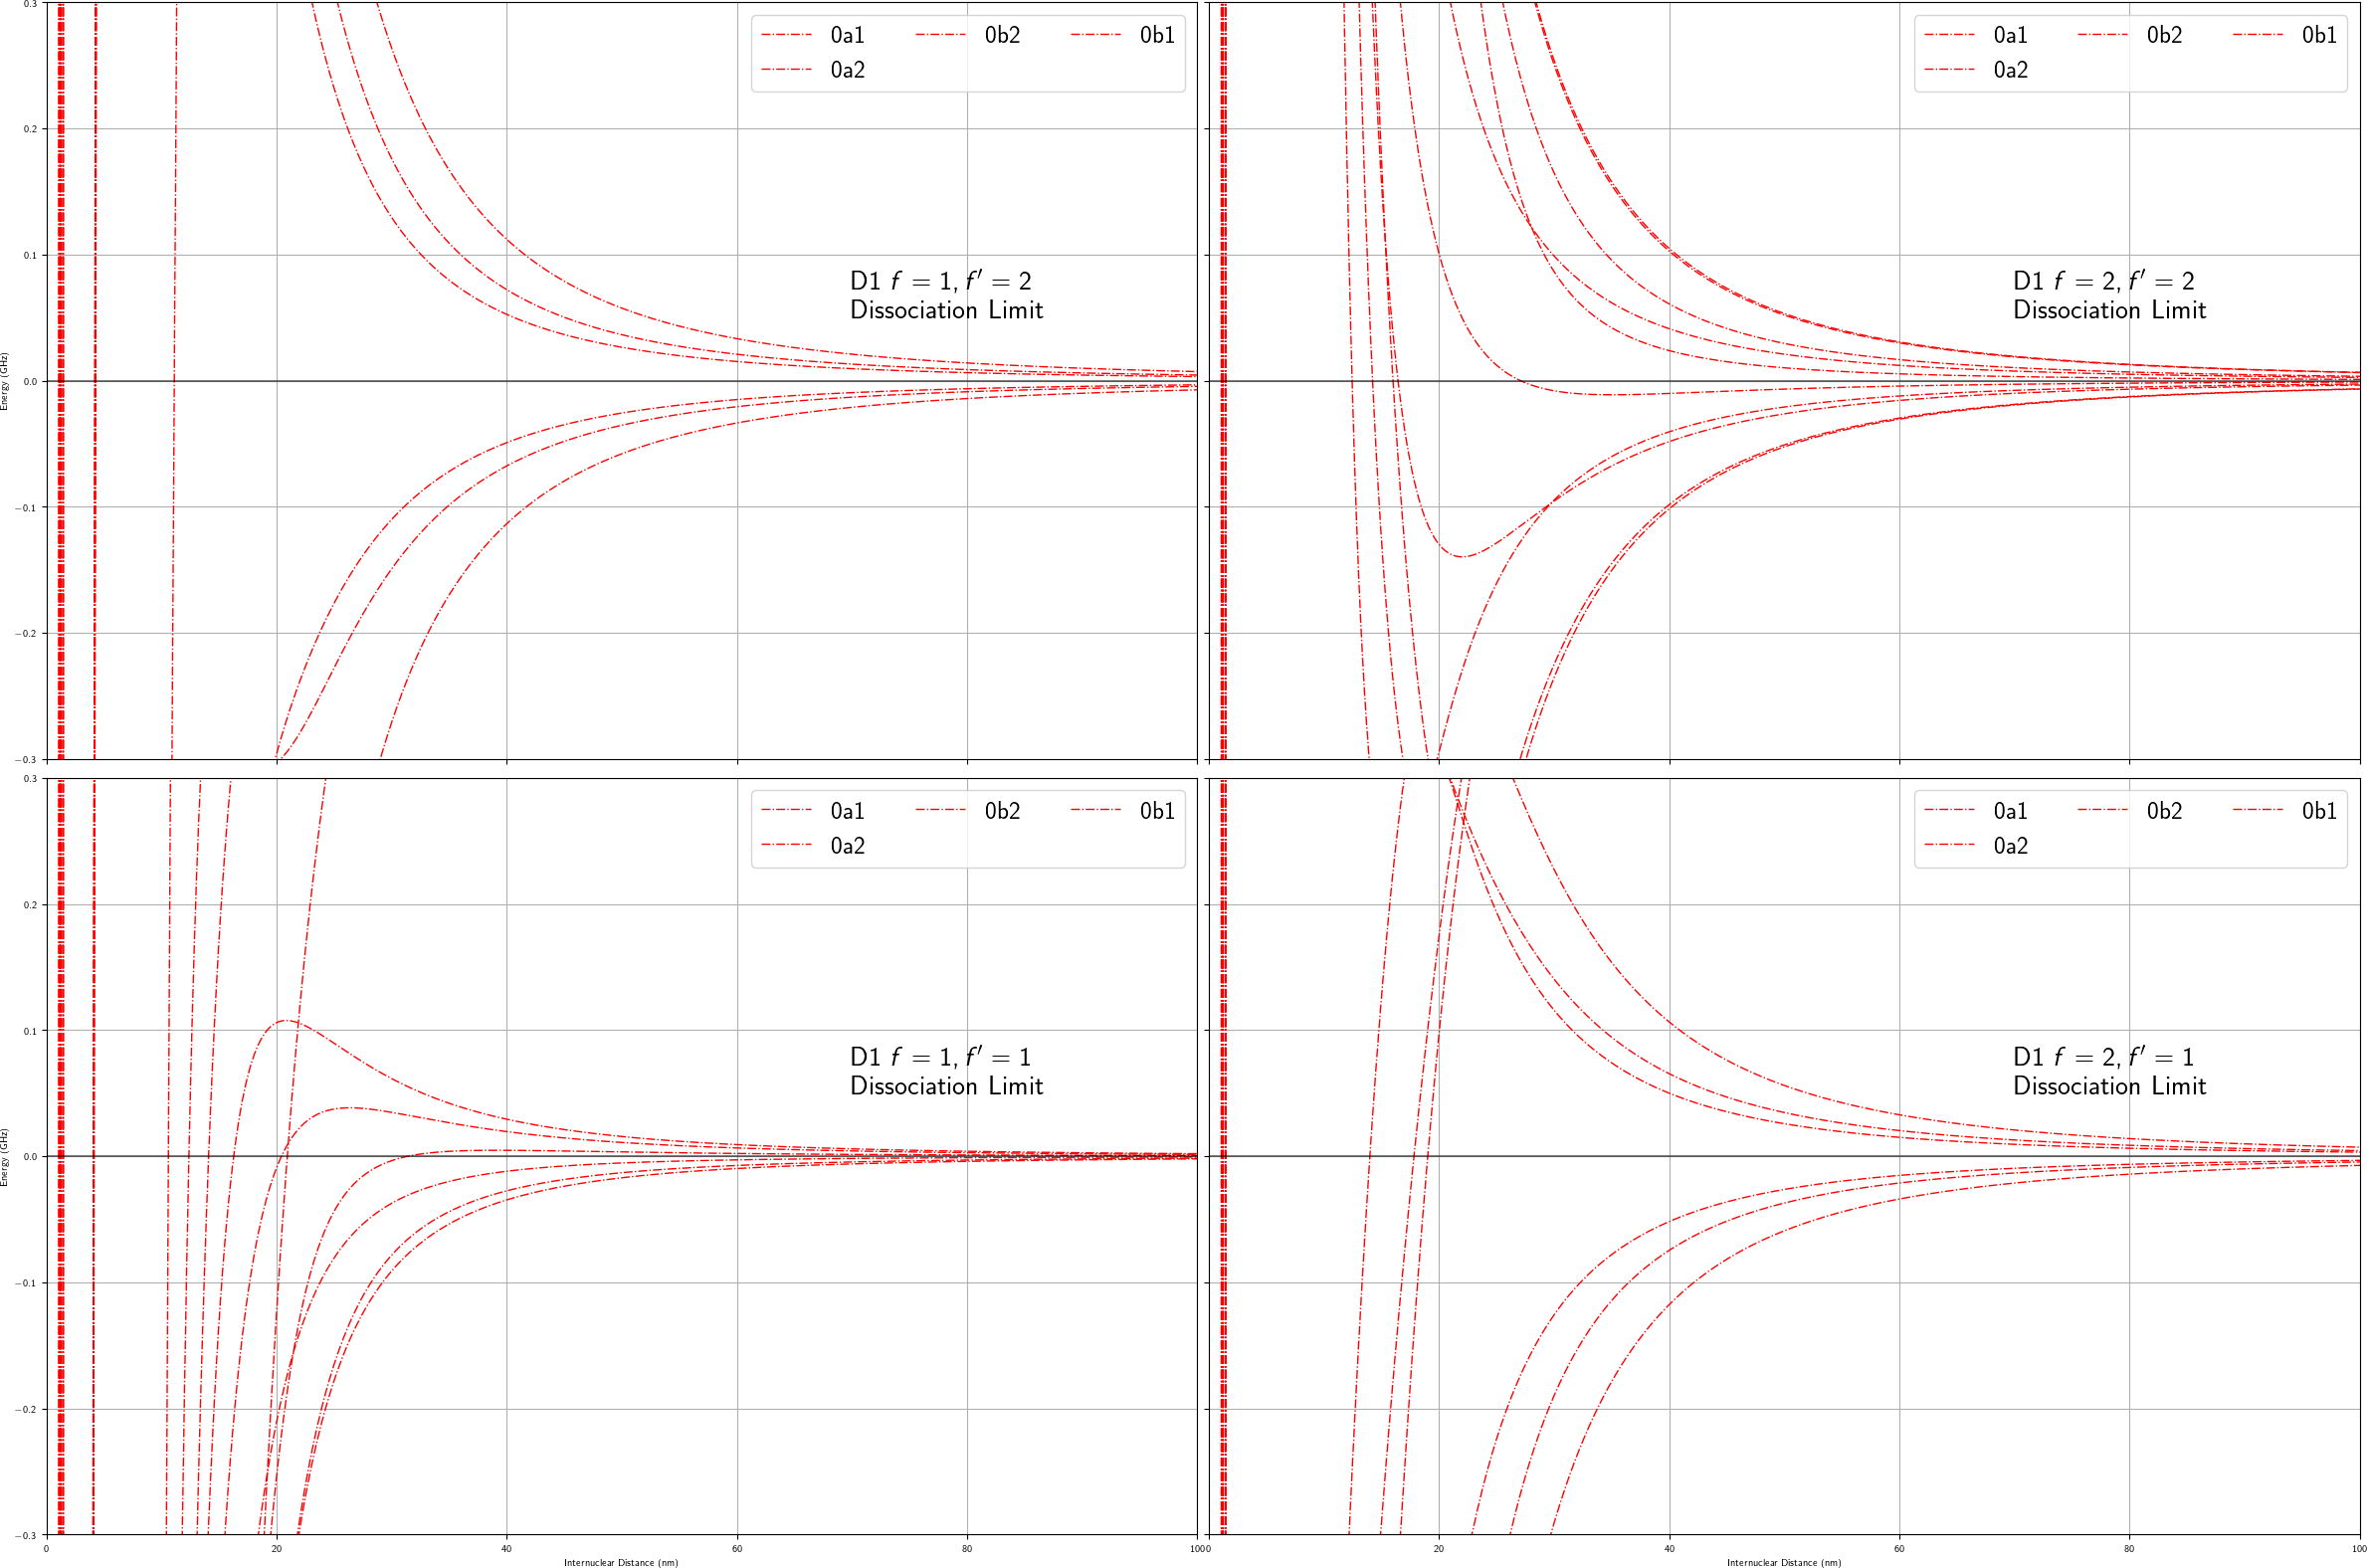 0.3
0.2
0.1
0.0
−0.1
−0.2
−0.3
Energy (GHz)
0a1 0b2 0b1
0a2
D1 f = 1, f′ = 2
Dissociation Limit
0a1 0b2 0b1
0a2
D1 f = 2, f′ = 2
Dissociation Limit
0.3
0.2
0.1
0.0
−0.1
−0.2
−0.3
Energy (GHz)
0a1 0b2 0b1
0a2
D1 f = 1, f′ = 1
Dissociation Limit
0 20 40 60 80 100
Internuclear Distance (nm)
0a1 0b2 0b1
0a2
D1 f = 2, f′ = 1
Dissociation Limit
0 20 40 60 80 100
Internuclear Distance (nm)